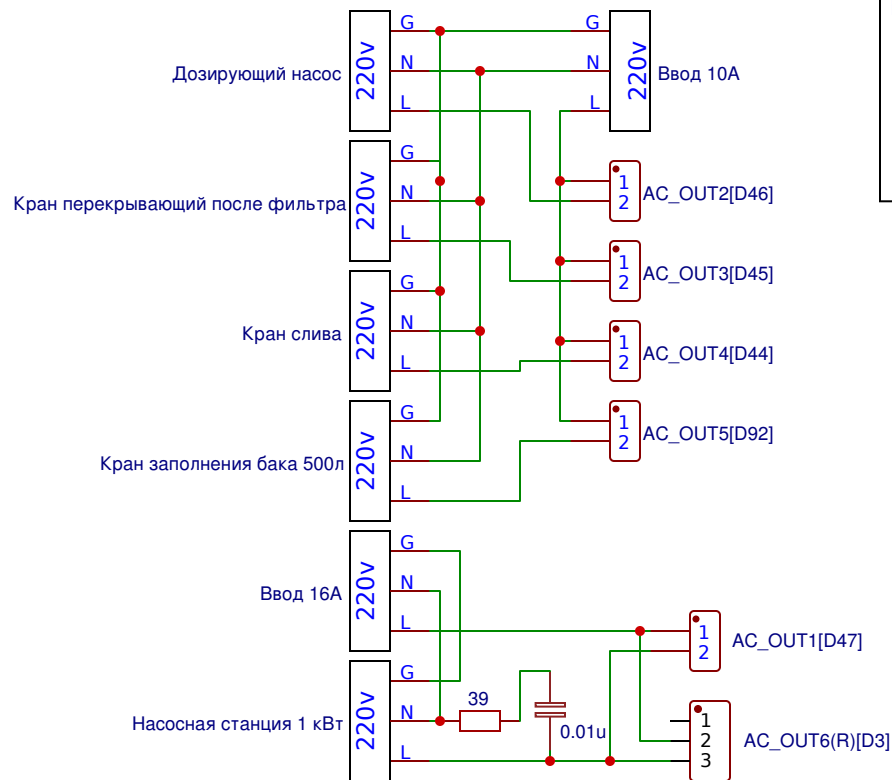 G
N
L
220v
Дозирующий насос
G
N
L
220v
Ввод 10А
G
N
L
220v
Кран перекрывающий после фильтра
1
2
AC_OUT2[D46]
1
2
AC_OUT3[D45]
G
N
L
220v
Кран слива
1
2
AC_OUT4[D44]
G
N
L
220v
Кран заполнения бака 500л
1
2
AC_OUT5[D92]
G
N
L
220v
Ввод 16А
1
2
AC_OUT1[D47]
G
N
L
220v
Насосная станция 1 кВт
39
0.01u
1
2
3
AC_OUT6(R)[D3]